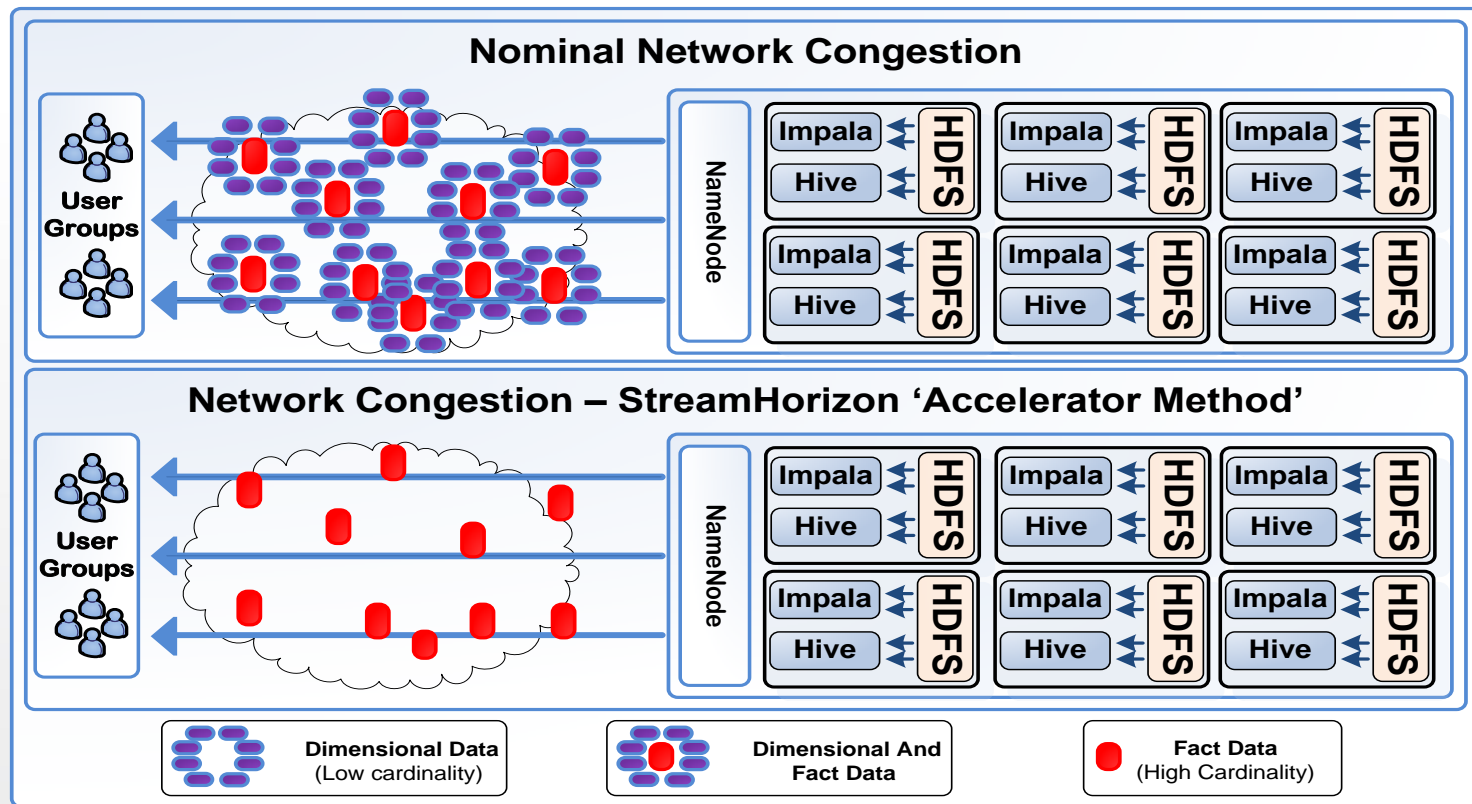 Nominal Network Congestion
User
Groups
NameNode
Impala
Hive
HDFS
Impala
Hive
HDFS
Impala
Hive
HDFS
Impala
Hive
HDFS
Impala
Hive
HDFS
Impala
Hive
HDFS
Network Congestion – StreamHorizon ‘Accelerator Method’
User
Groups
NameNode
Impala
Hive
HDFS
Impala
Hive
HDFS
Impala
Hive
HDFS
Impala
Hive
HDFS
Impala
Hive
HDFS
Impala
Hive
HDFS
Dimensional Data
(Low cardinality)
Dimensional And
Fact Data
Fact Data
(High Cardinality)